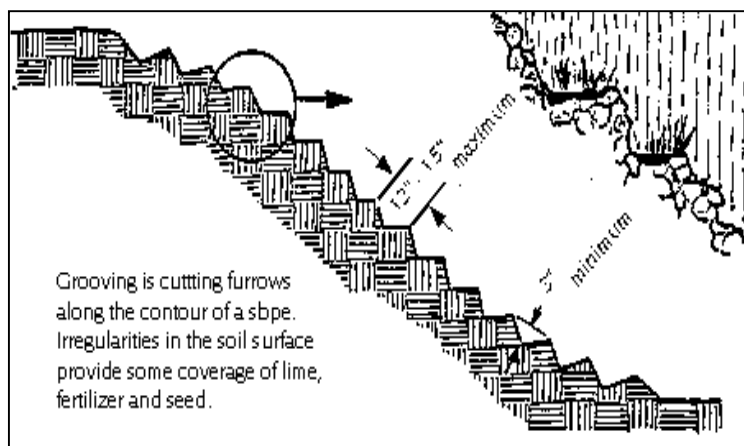 12" - 15"
maximum
minimum
Grooving is cuttting furrows
along the contour of a sbpe.
Irregularities in the soil surface
provide some coverage of lime,
fertilizer and seed.